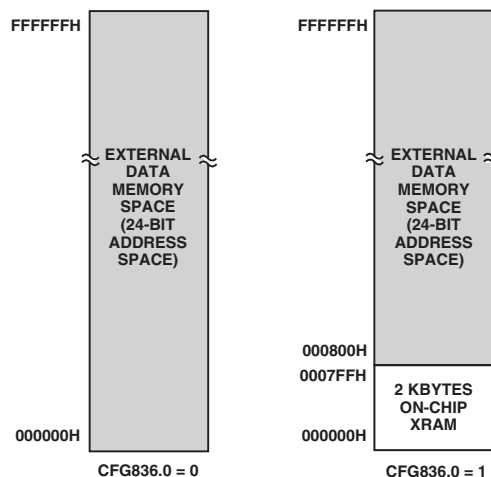 FFFFFFH
EXTERNAL
DATA
MEMORY
SPACE
(24-BIT
ADDRESS
SPACE)
000000H
CFG836.0 = 0
FFFFFFH
EXTERNAL
DATA
MEMORY
SPACE
(24-BIT
ADDRESS
SPACE)
000800H
0007FFH
2 KBYTES
ON-CHIP
XRAM
000000H
CFG836.0 = 1